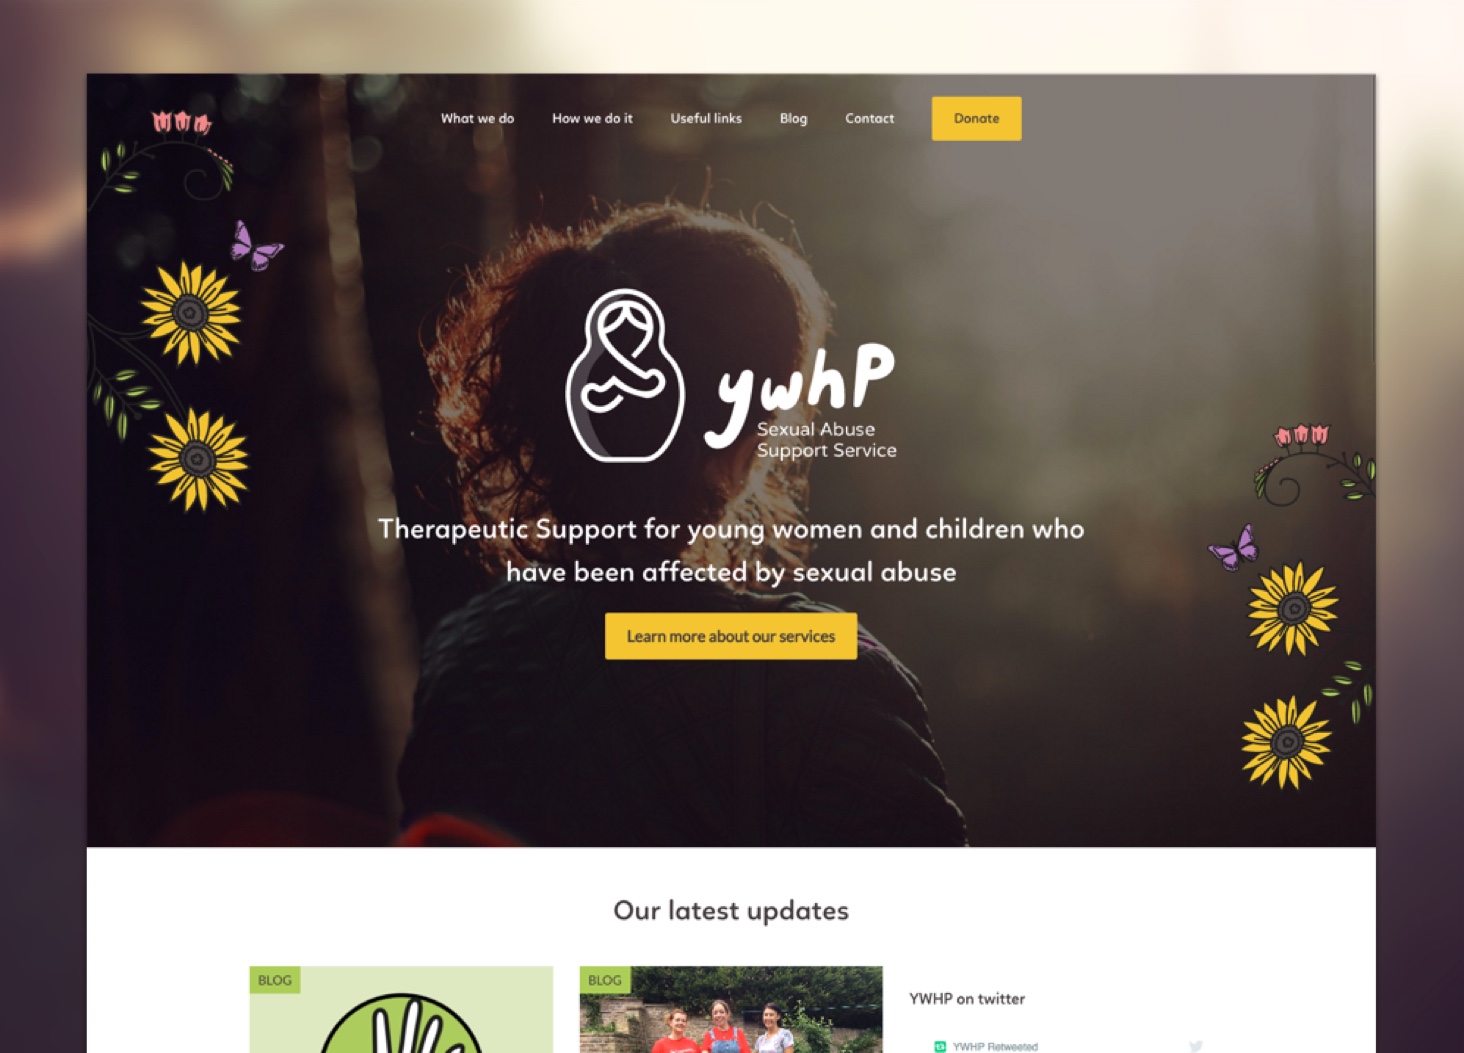 What we do
How we do it
Useful links
Blog
Contact
Donate
ywhp
Sexual Abuse
Support Service
Therapeutic Support for young women and children who
have been affected by sexual abuse
Learn more about our services
Our latest updates
BLOG
BLOG
YWHP on twitter
YWHP Retweeted